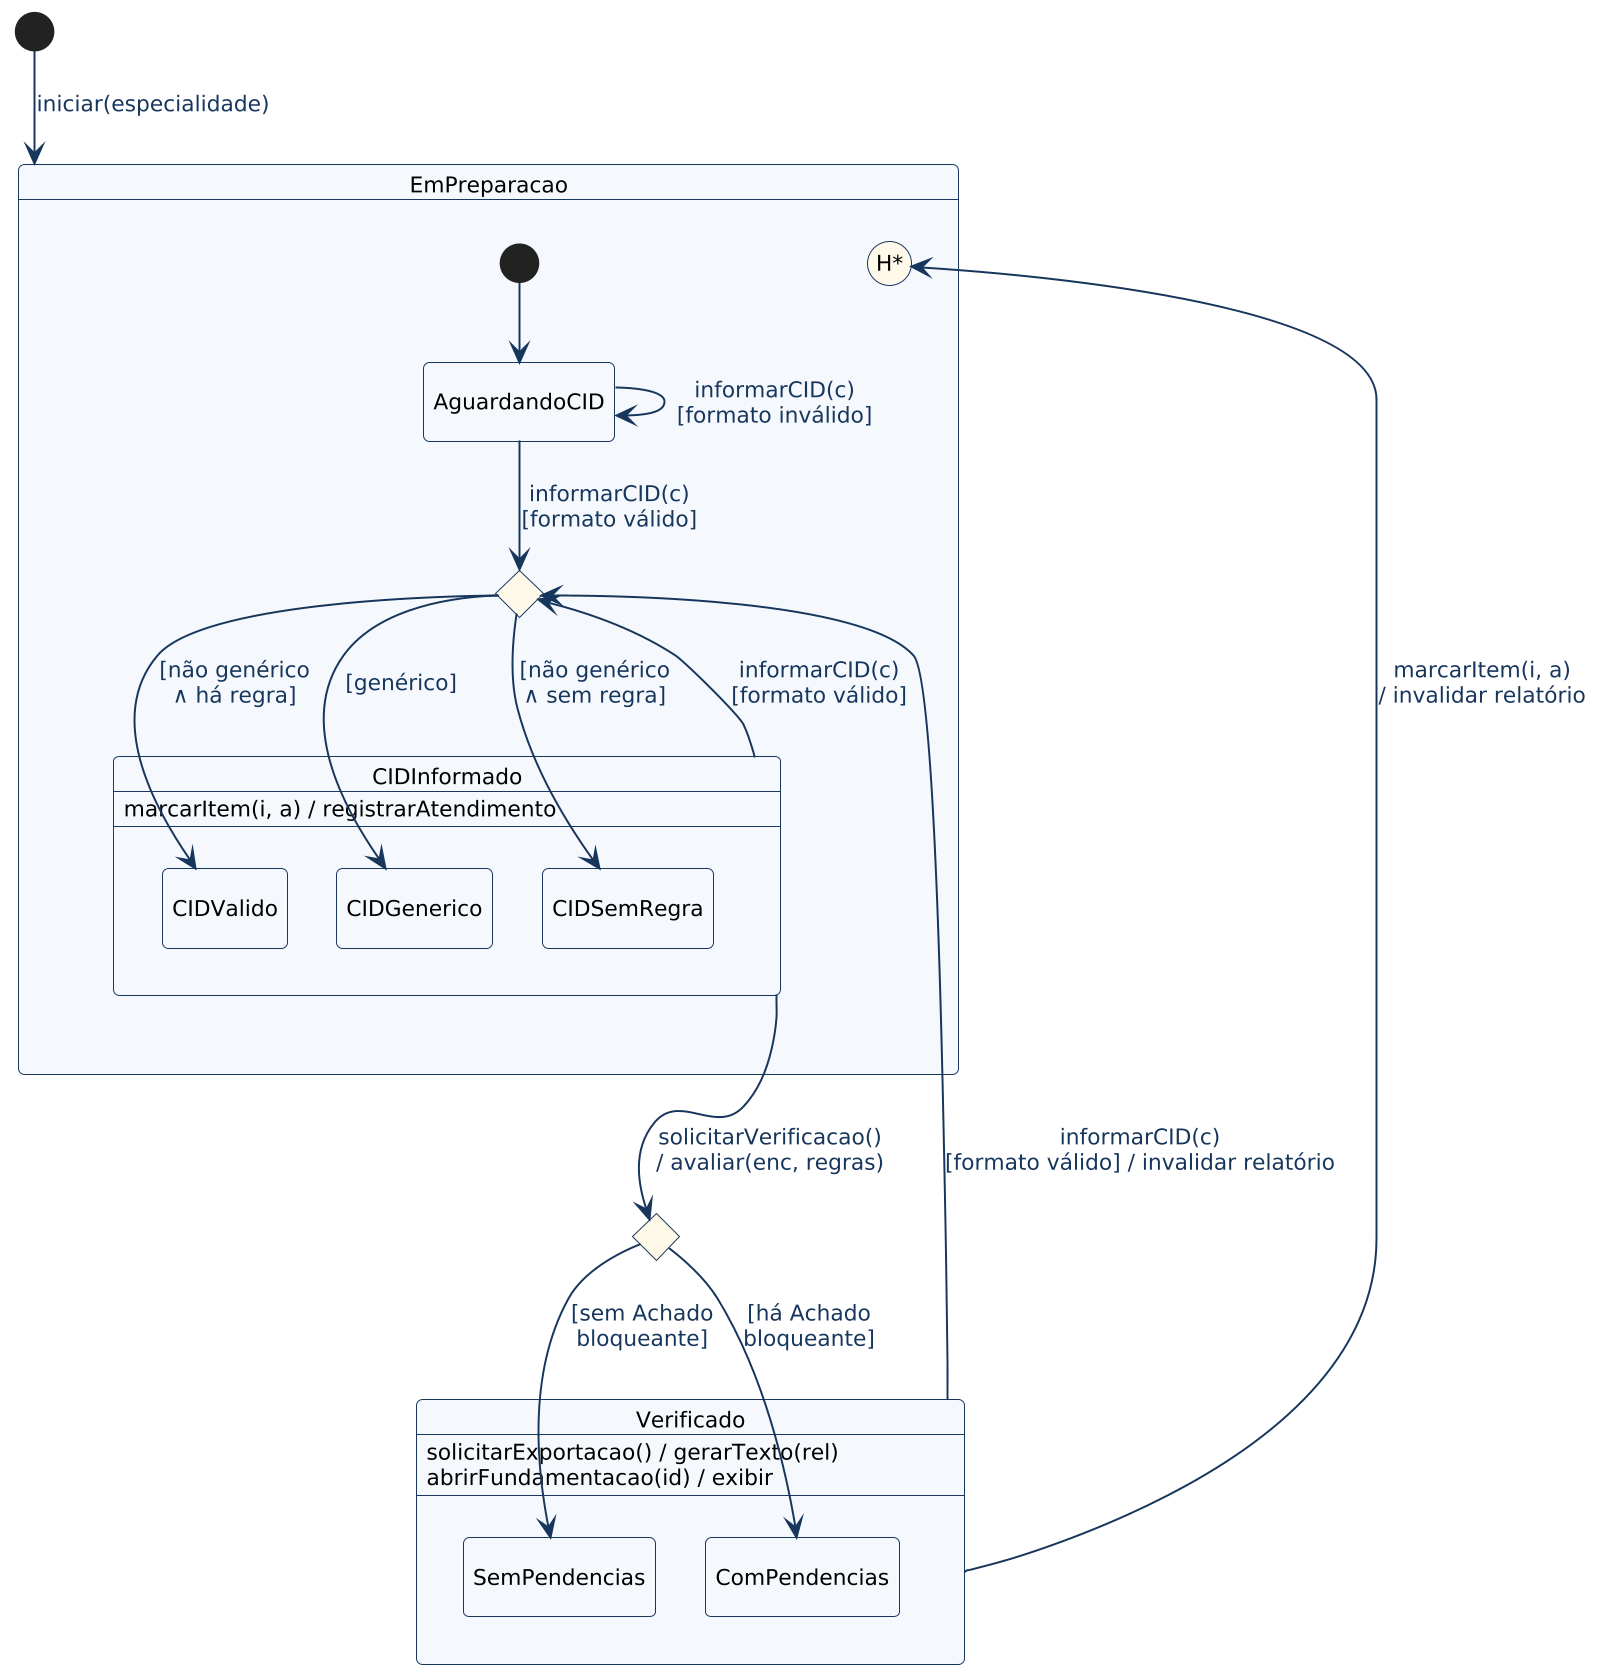 iniciar(especialidade)
EmPreparacao
H*
AguardandoCID
informarCID(c)
[formato inválido]
informarCID(c)
[formato válido]
[não genérico
∧ há regra]
[genérico]
[não genérico
∧ sem regra]
informarCID(c)
[formato válido]
marcarItem(i, a)
/ invalidar relatório
CIDInformado
marcarItem(i, a) / registrarAtendimento
CIDValido
CIDGenerico
CIDSemRegra
solicitarVerificacao()
/ avaliar(enc, regras)
informarCID(c)
[formato válido] / invalidar relatório
[sem Achado
bloqueante]
[há Achado
bloqueante]
Verificado
solicitarExportacao() / gerarTexto(rel)
abrirFundamentacao(id) / exibir
SemPendencias
ComPendencias